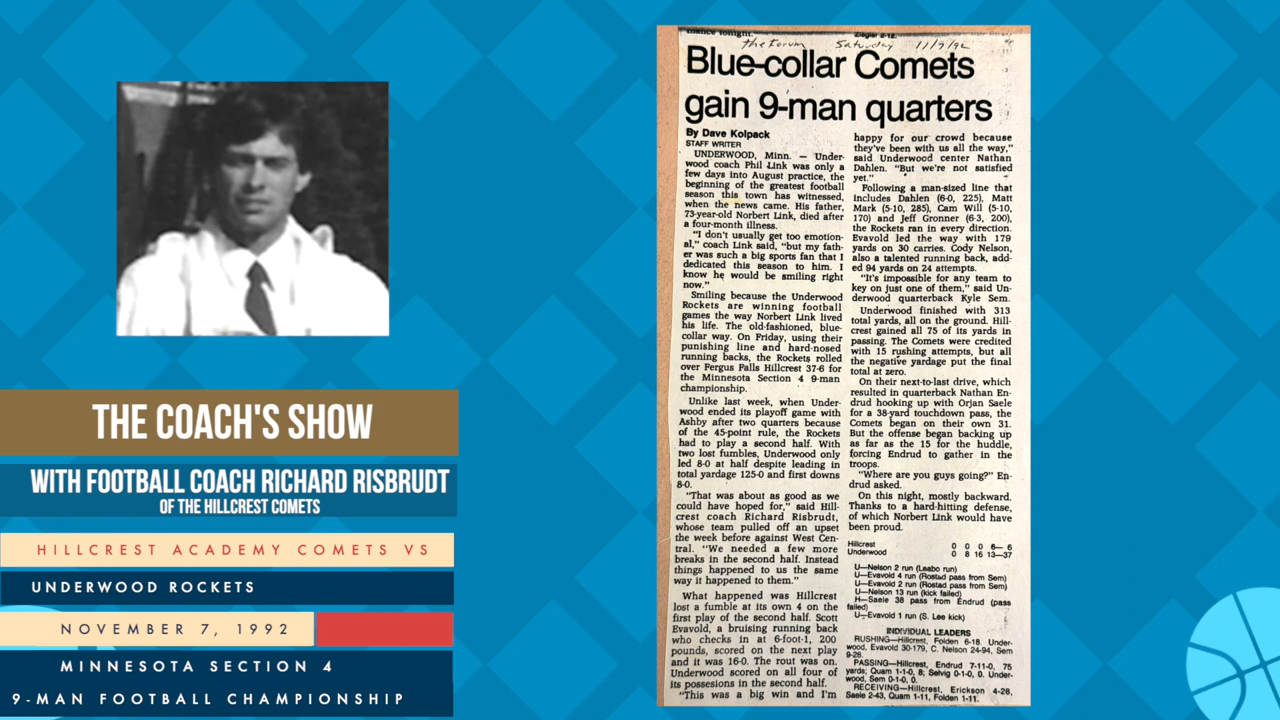 THE COACH'S SHOW
WITH FOOTBALL COACH RICHARD RISBRUDT
OF THE HILLCREST COMETS
HILLCREST ACADEMY COMETS VS
UNDERWOOD ROCKETS
NOVEMBER 7, 1992
MINNESOTA SECTION 4
9-MAN FOOTBALL CHAMPIONSHIP
mance tonight.
Ziegler 2-12.
the Forum Saturday 11/7/92
Blue-collar Comets
gain 9-man quarters
By Dave Kolpack
STAFF WRITER
UNDERWOOD, Minn. — Under-
wood coach Phil Link was only a
few days into August practice, the
beginning of the greatest football
season this town has witnessed,
when the news came. His father,
73-year-old Norbert Link, died after
a four-month illness.
"I don't usually get too emotion-
al," coach Link said, "but my fath-
er was such a big sports fan that I
dedicated this season to him. I
know he would be smiling right
now."
Smiling because the Underwood
Rockets are winning football
games the way Norbert Link lived
his life. The old-fashioned, blue-
collar way. On Friday, using their
punishing line and hard-nosed
running backs, the Rockets rolled
over Fergus Falls Hillcrest 37-6 for
the Minnesota Section 4 9-man
championship.
Unlike last week, when Under-
wood ended its playoff game with
Ashby after two quarters because
of the 45-point rule, the Rockets
had to play a second half. With
two lost fumbles, Underwood only
led 8-0 at half despite leading in
total yardage 125-0 and first downs
8-0.
"That was about as good as we
could have hoped for," said Hill-
crest coach Richard Risbrudt,
whose team pulled off an upset
the week before against West Cen-
tral. "We needed a few more
breaks in the second half. Instead
things happened to us the same
way it happened to them."
What happened was Hillcrest
lost a fumble at its own 4 on the
first play of the second half. Scott
Evavold, a bruising running back
who checks in at 6-foot-1, 200
pounds, scored on the next play
and it was 16-0. The rout was on.
Underwood scored on all four of
its possesions in the second half.
"This was a big win and I'm
happy for our crowd because
they've been with us all the way,"
said Underwood center Nathan
Dahlen. "But we're not satisfied
yet."
Following a man-sized line that
includes Dahlen (6-0, 225), Matt
Mark (5-10, 285), Cam Will (5-10,
170) and Jeff Gronner (6-3, 200),
the Rockets ran in every direction.
Evavold led the way with 179
yards on 30 carries. Cody Nelson,
also a talented running back, add-
ed 94 yards on 24 attempts.
"It's impossible for any team to
key on just one of them," said Un-
derwood quarterback Kyle Sem.
Underwood finished with 313
total yards, all on the ground. Hill-
crest gained all 75 of its yards in
passing. The Comets were credited
with 15 rushing attempts, but all
the negative yardage put the final
total at zero.
On their next-to-last drive, which
resulted in quarterback Nathan En-
drud hooking up with Orjan Saele
for a 38-yard touchdown pass, the
Comets began on their own 31.
But the offense began backing up
as far as the 15 for the huddle,
forcing Endrud to gather in the
troops.
"Where are you guys going?" En-
drud asked.
On this night, mostly backward.
Thanks to a hard-hitting defense,
of which Norbert Link would have
been proud.
Hillcrest 0 0 0 6— 6
Underwood 0 8 16 13—37
U—Nelson 2 run (Leabo run)
U—Evavold 4 run (Rostad pass from Sem)
U—Evavold 2 run (Rostad pass from Sem)
U—Nelson 13 run (kick failed)
H—Saele 38 pass from Endrud (pass
failed)
U—Evavold 1 run (S. Lee kick)
INDIVIDUAL LEADERS
RUSHING—Hillcrest, Folden 6-18. Under-
wood, Evavold 30-179, C. Nelson 24-94, Sem
9-28.
PASSING—Hillcrest, Endrud 7-11-0, 75
yards; Quam 1-1-0, 8; Selvig 0-1-0, 0. Under-
wood, Sem 0-1-0, 0.
RECEIVING—Hillcrest, Erickson 4-28,
Saele 2-43, Quam 1-11, Folden 1-11.